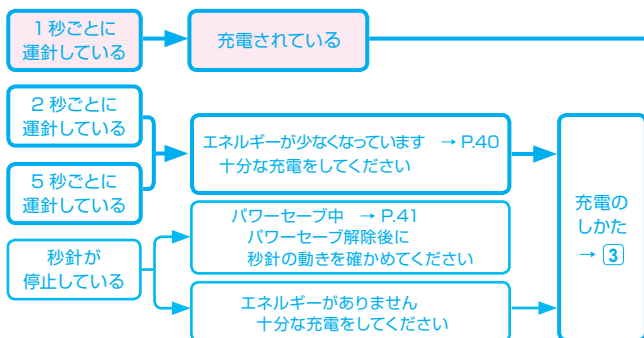 1 秒ごとに
運針している
充電されている
2 秒ごとに
運針している
5 秒ごとに
運針している
エネルギーが少なくなっています → P.40
十分な充電をしてください
秒針が
停止している
パワーセーブ中 → P.41
パワーセーブ解除後に
秒針の動きを確かめてください
エネルギーがありません
十分な充電をしてください
充電の
しかた
→ 3